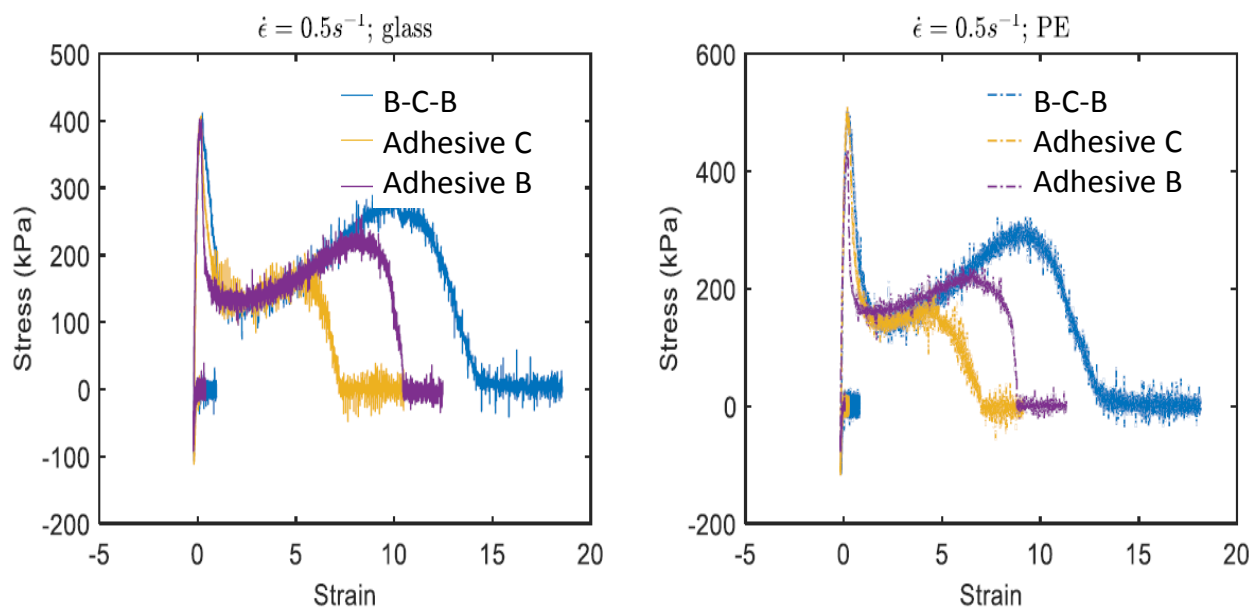 ϵ̇ = 0.5s⁻¹; glass
500
400
300
200
100
0
-100
-200
Stress (kPa)
B-C-B
Adhesive C
Adhesive B
-5 0 5 10 15 20
Strain
ϵ̇ = 0.5s⁻¹; PE
600
400
200
0
-200
Stress (kPa)
B-C-B
Adhesive C
Adhesive B
-5 0 5 10 15 20
Strain